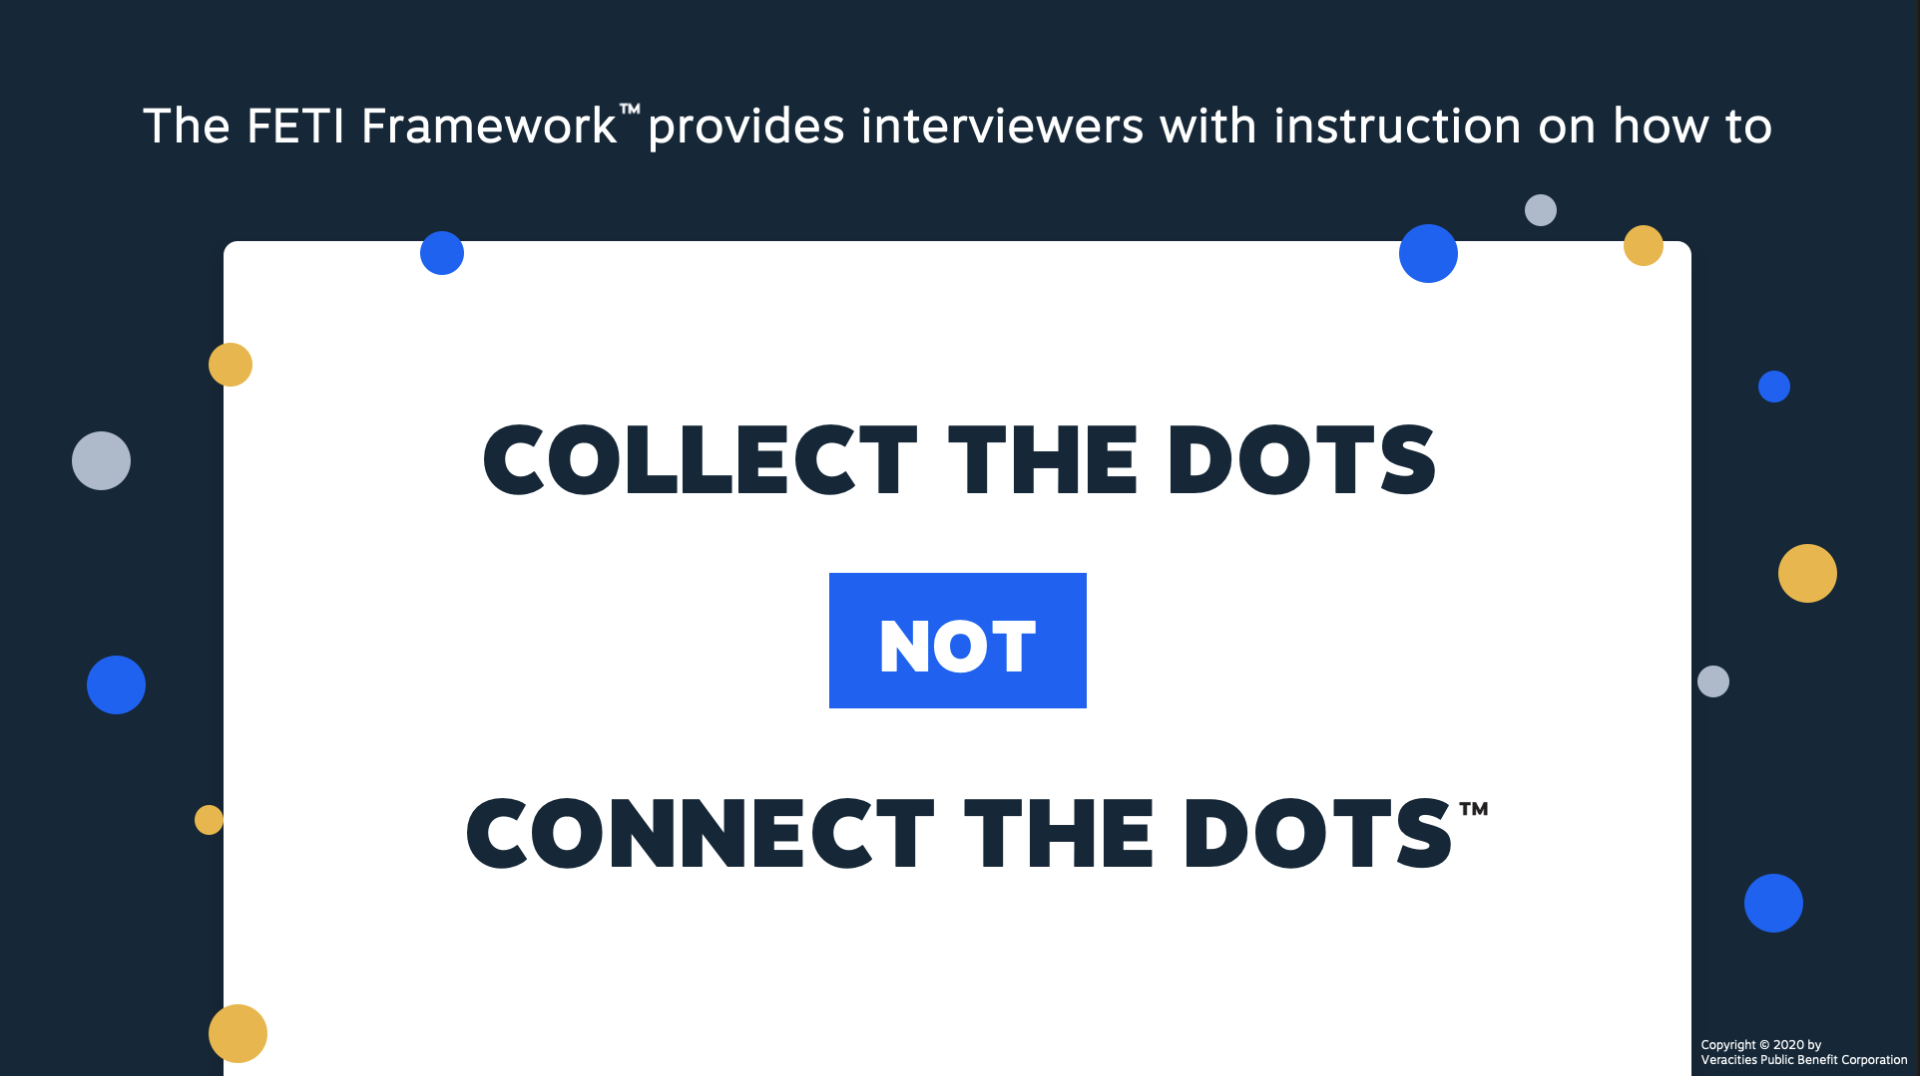 The FETI Framework™ provides interviewers with instruction on how to
COLLECT THE DOTS
NOT
CONNECT THE DOTS™
Copyright © 2020 by
Veracities Public Benefit Corporation